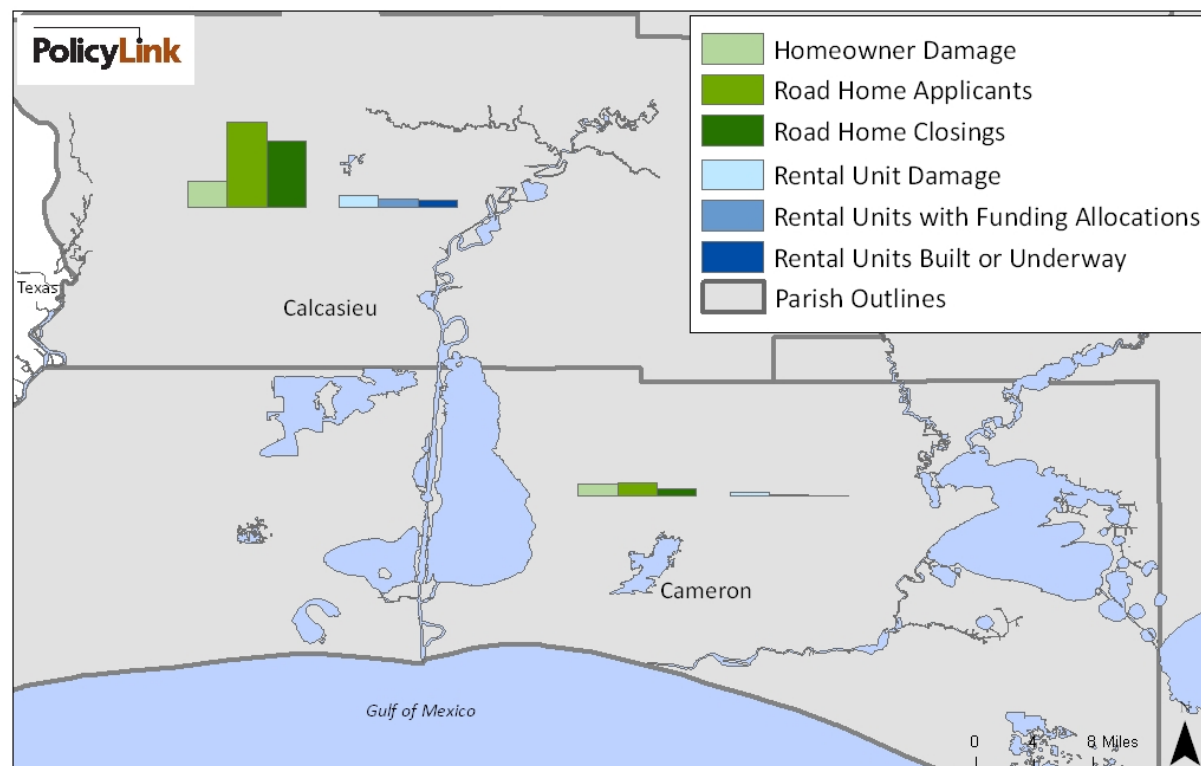 PolicyLink
Homeowner Damage
Road Home Applicants
Road Home Closings
Rental Unit Damage
Rental Units with Funding Allocations
Rental Units Built or Underway
Parish Outlines
Texas
Calcasieu
Cameron
Gulf of Mexico
0 4 8 Miles